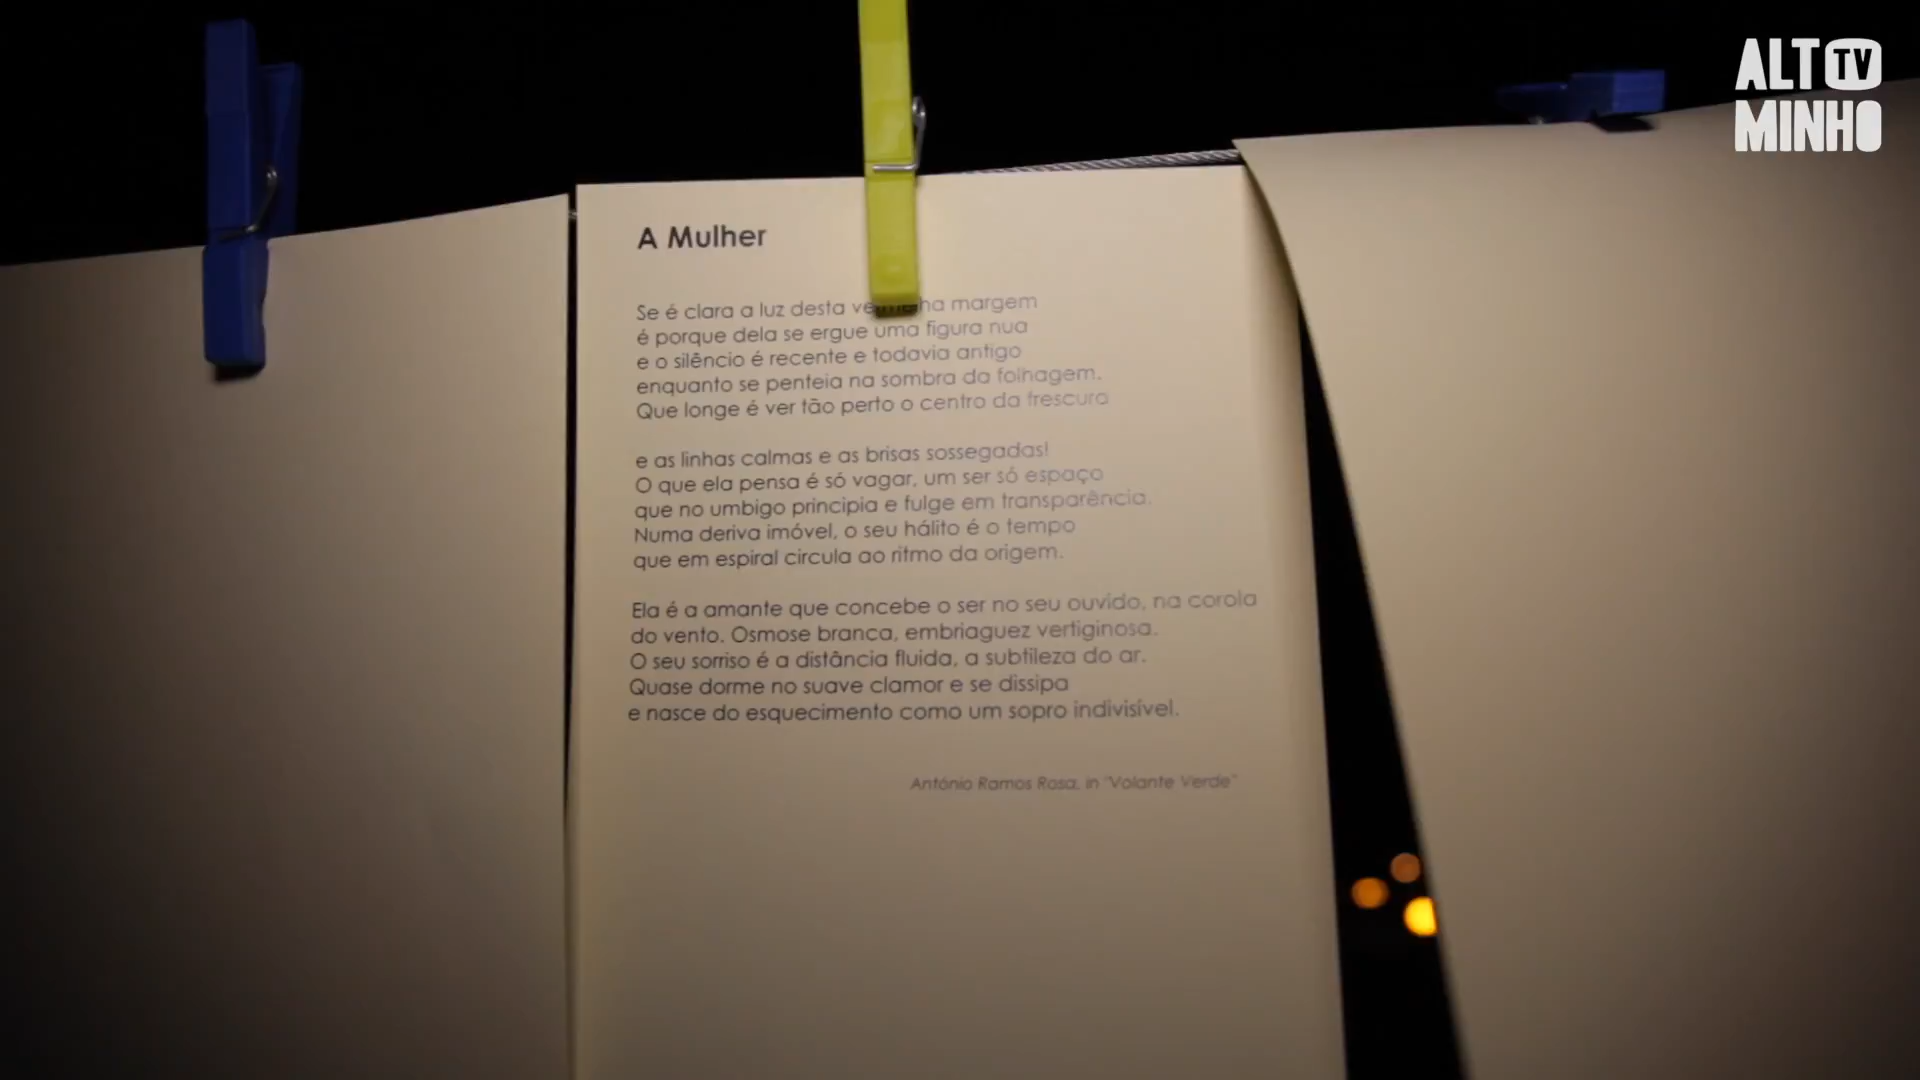 ALTO TV
MINHO
A Mulher
Se é clara a luz desta vermelha margem
é porque dela se ergue uma figura nua
e o silêncio é recente e todavia antigo
enquanto se penteia na sombra da folhagem.
Que longe é ver tão perto o centro da frescura
e as linhas calmas e as brisas sossegadas!
O que ela pensa é só vagar, um ser só espaço
que no umbigo principia e fulge em transparência.
Numa deriva imóvel, o seu hálito é o tempo
que em espiral circula ao ritmo da origem.
Ela é a amante que concebe o ser no seu ouvido, na corola
do vento. Osmose branca, embriaguez vertiginosa.
O seu sorriso é a distância fluida, a subtileza do ar.
Quase dorme no suave clamor e se dissipa
e nasce do esquecimento como um sopro indivisível.
António Ramos Rosa, in "Volante Verde"